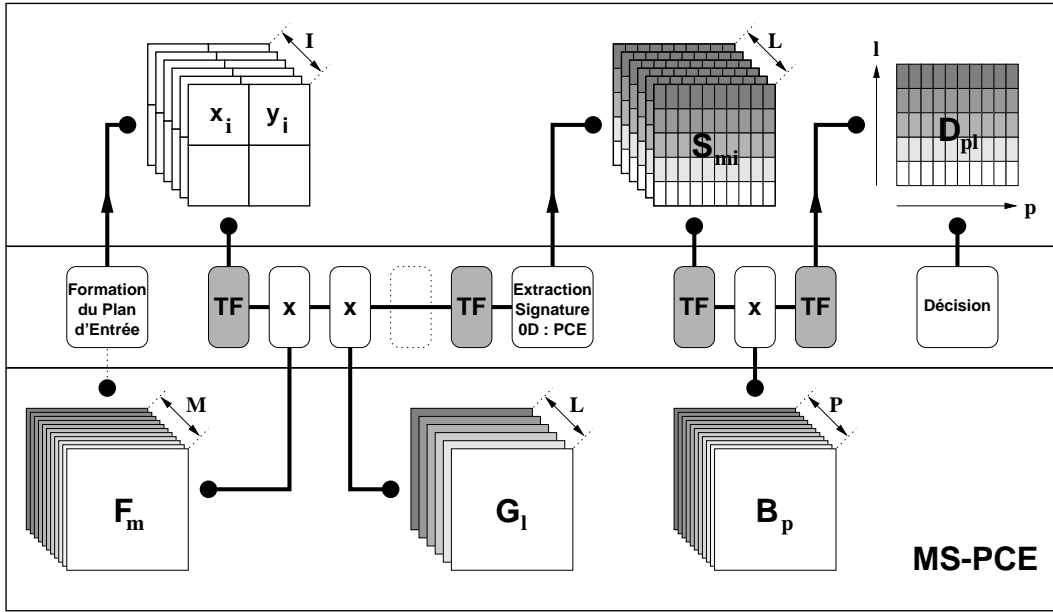 I
x i
y i
L
S mi
l
D pl
p
Formation
du Plan
d'Entrée
TF
x
x
TF
Extraction
Signature
0D : PCE
TF
x
TF
Décision
M
F m
L
G l
P
B p
MS-PCE